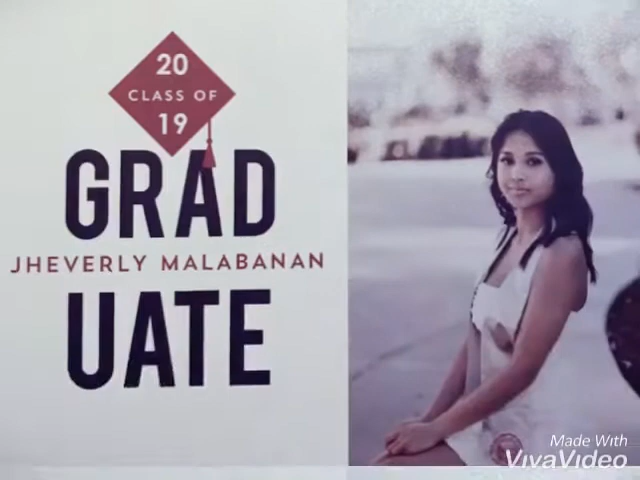 20
CLASS OF
19
GRAD
JHEVERLY MALABANAN
UATE
Made With
VivaVideo